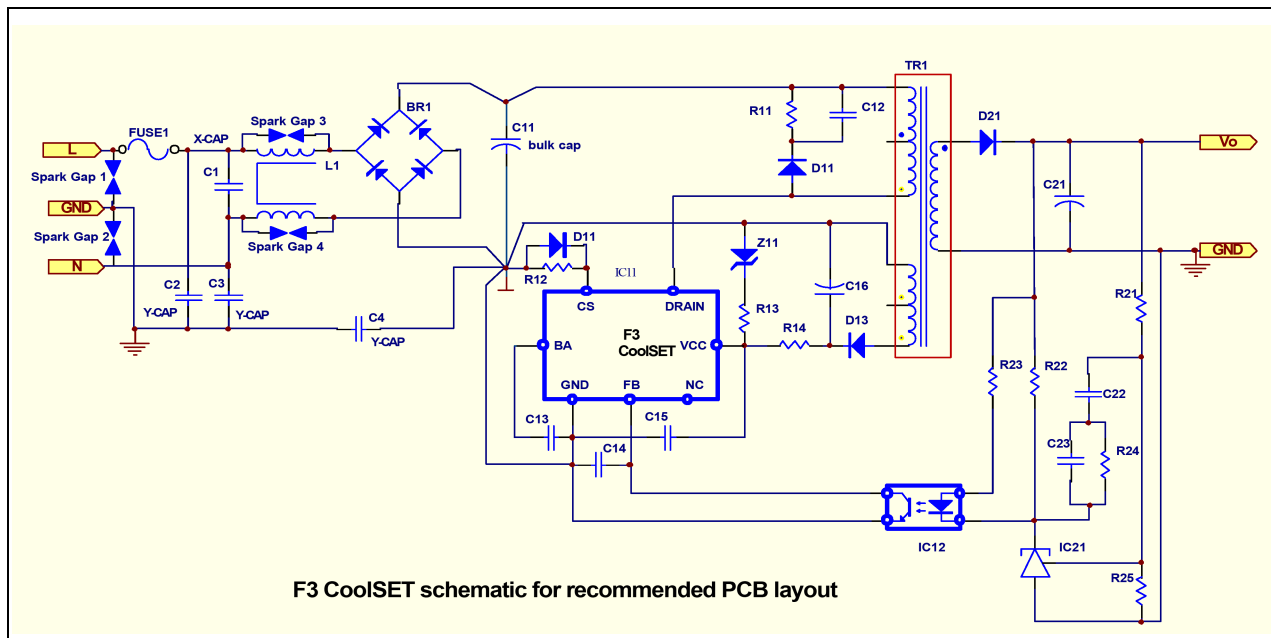 TR1
BR1
Spark Gap 3
FUSE1
X-CAP
R11
C12
D21
C11
bulk cap
L
L1
Vo
Spark Gap 1
C1
D11
C21
GND
Spark Gap 2
Spark Gap 4
D11
Z11
GND
N
R12
IC11
C2
C3
C16
R21
Y-CAP
Y-CAP
C4
Y-CAP
CS
DRAIN
R13
F3
CoolSET
R14
D13
BA
VCC
R23
R22
GND
FB
NC
C22
C13
C15
C14
C23
R24
IC12
IC21
R25
F3 CoolSET schematic for recommended PCB layout